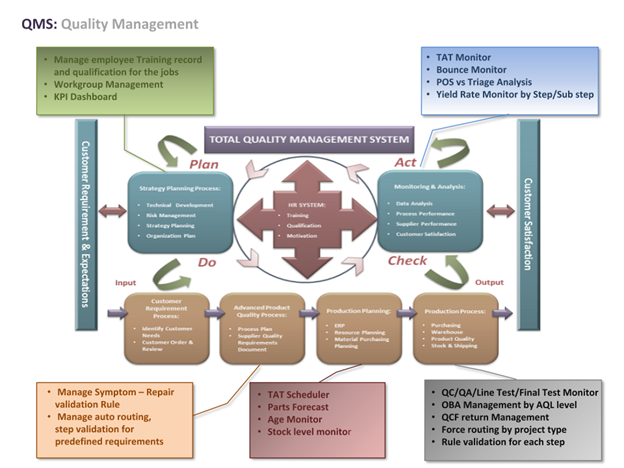 QMS: Quality Management
• Manage employee Training record
and qualification for the jobs
• Workgroup Management
• KPI Dashboard
• TAT Monitor
• Bounce Monitor
• POS vs Triage Analysis
• Yield Rate Monitor by Step/Sub step
TOTAL QUALITY MANAGEMENT SYSTEM
Plan
Act
Customer Requirement & Expectations
Strategy Planning Process:
• Technical Development
• Risk Management
• Strategy Planning
• Organization Plan
HR SYSTEM:
• Training
• Qualification
• Motivation
Monitoring & Analysis:
• Data Analysis
• Process Performance
• Supplier Performance
• Customer Satisfaction
Customer Satisfaction
Do
Check
Input
Output
Customer
Requirement
Process:
• Identify Customer
Needs
• Customer Order &
Review
Advanced Product
Quality Process:
• Process Plan
• Supplier Quality
Requirements
Document
Production Planning:
• ERP
• Resource Planning
• Material Purchasing
Planning
Production Process:
• Purchasing
• Warehouse
• Product Quality
• Stock & Shipping
• Manage Symptom – Repair
validation Rule
• Manage auto routing,
step validation for
predefined requirements
• TAT Scheduler
• Parts Forecast
• Age Monitor
• Stock level monitor
• QC/QA/Line Test/Final Test Monitor
• OBA Management by AQL level
• QCF return Management
• Force routing by project type
• Rule validation for each step